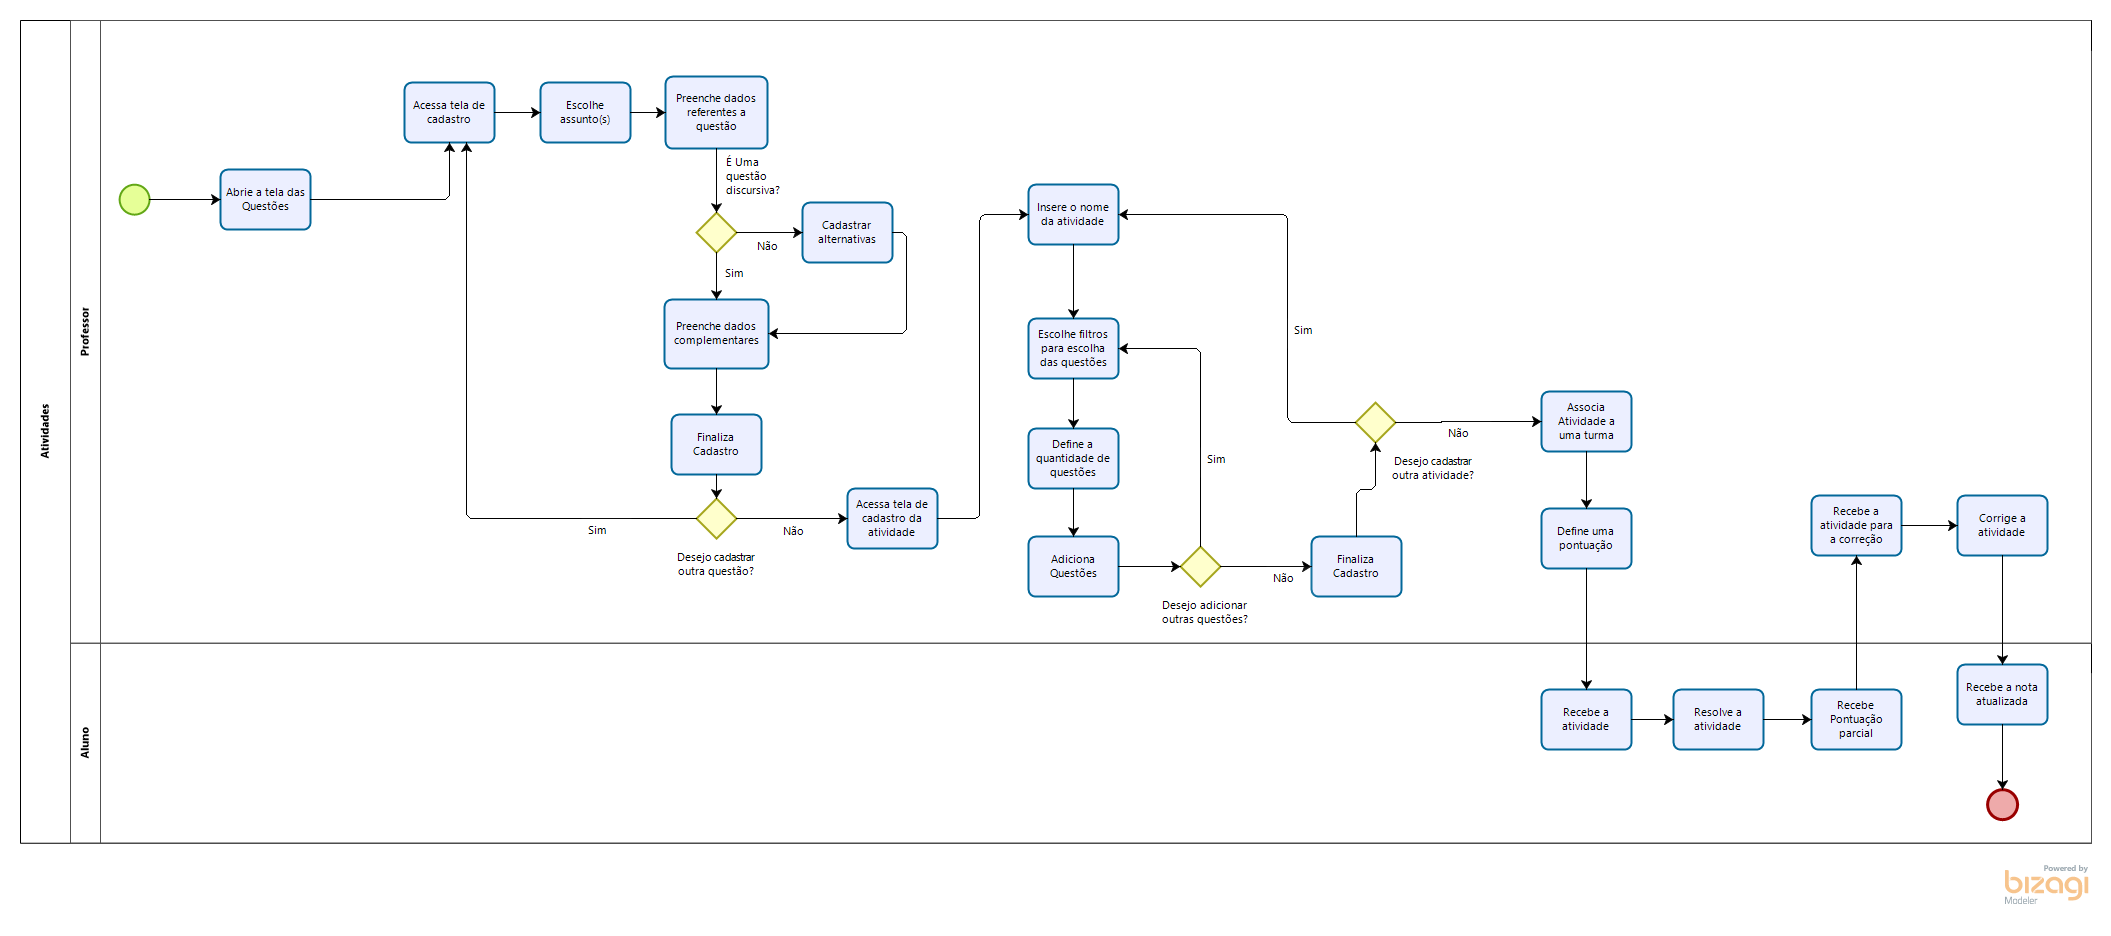 Atividades
Professor
Abrie a tela das
Questões
Acessa tela de
cadastro
Escolhe
assunto(s)
Preenche dados
referentes a
questão
É Uma
questão
discursiva?
Não
Cadastrar
alternativas
Sim
Preenche dados
complementares
Finaliza
Cadastro
Sim
Não
Desejo cadastrar
outra questão?
Acessa tela de
cadastro da
atividade
Insere o nome
da atividade
Escolhe filtros
para escolha
das questões
Define a
quantidade de
questões
Adiciona
Questões
Sim
Não
Desejo adicionar
outras questões?
Finaliza
Cadastro
Sim
Não
Desejo cadastrar
outra atividade?
Associa
Atividade a
uma turma
Define uma
pontuação
Recebe a
atividade para
a correção
Corrige a
atividade
Aluno
Recebe a
atividade
Resolve a
atividade
Recebe
Pontuação
parcial
Recebe a nota
atualizada
Powered by
bizagi
Modeler